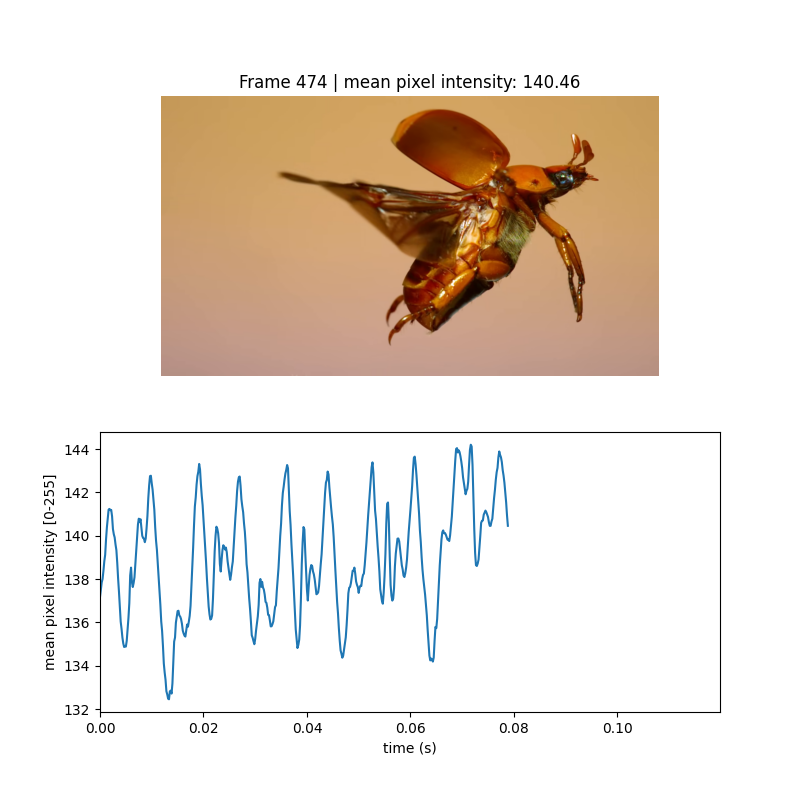 Frame 474 | mean pixel intensity: 140.46
144
142
140
138
136
134
132
mean pixel intensity [0-255]
0.00 0.02 0.04 0.06 0.08 0.10
time (s)